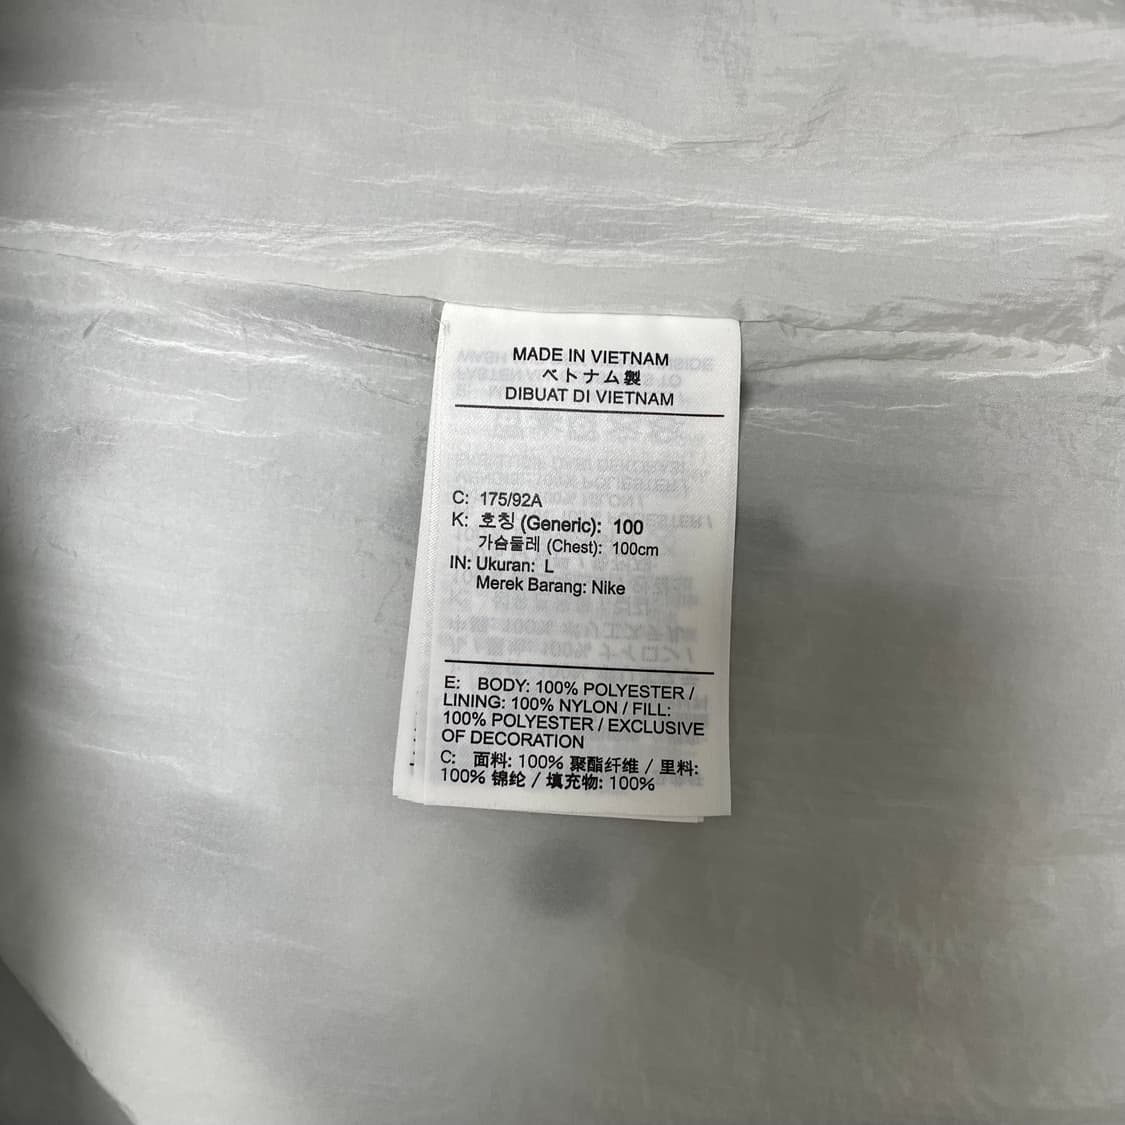 MADE IN VIETNAM
ベトナム製
DIBUAT DI VIETNAM
C: 175/92A
K: 호칭 (Generic): 100
가슴둘레 (Chest): 100cm
IN: Ukuran: L
Merek Barang: Nike
E: BODY: 100% POLYESTER /
LINING: 100% NYLON / FILL:
100% POLYESTER / EXCLUSIVE
OF DECORATION
C: 面料: 100% 聚酯纤维 / 里料:
100% 锦纶 / 填充物: 100%